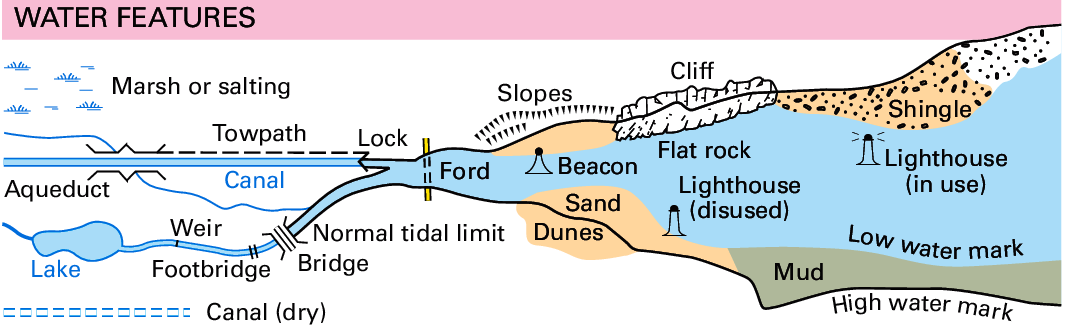 WATER FEATURES
Marsh or salting
Slopes
Cliff
Shingle
Towpath
Lock
Flat rock
Lighthouse
(in use)
Aqueduct
Canal
Ford
Beacon
Lighthouse
(disused)
Sand
Dunes
Weir
Normal tidal limit
Lake
Footbridge
Bridge
Low water mark
Mud
High water mark
Canal (dry)